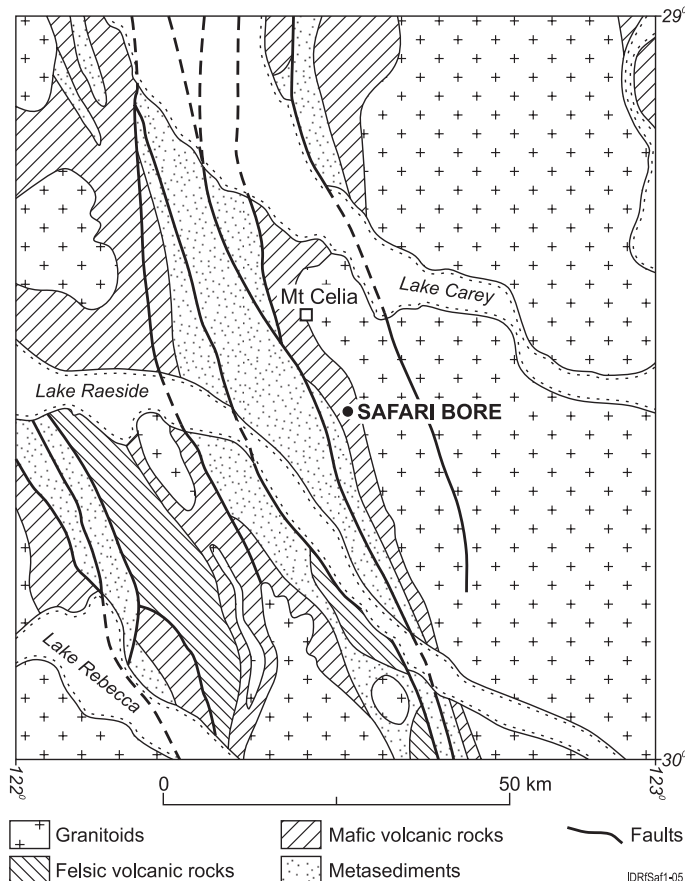 29°
Mt Celia
Lake Carey
Lake Raeside
SAFARI BORE
Lake Rebecca
30°
122°
0
50 km
123°
Granitoids
Mafic volcanic rocks
Faults
Felsic volcanic rocks
Metasediments
IDRfSaf1-05